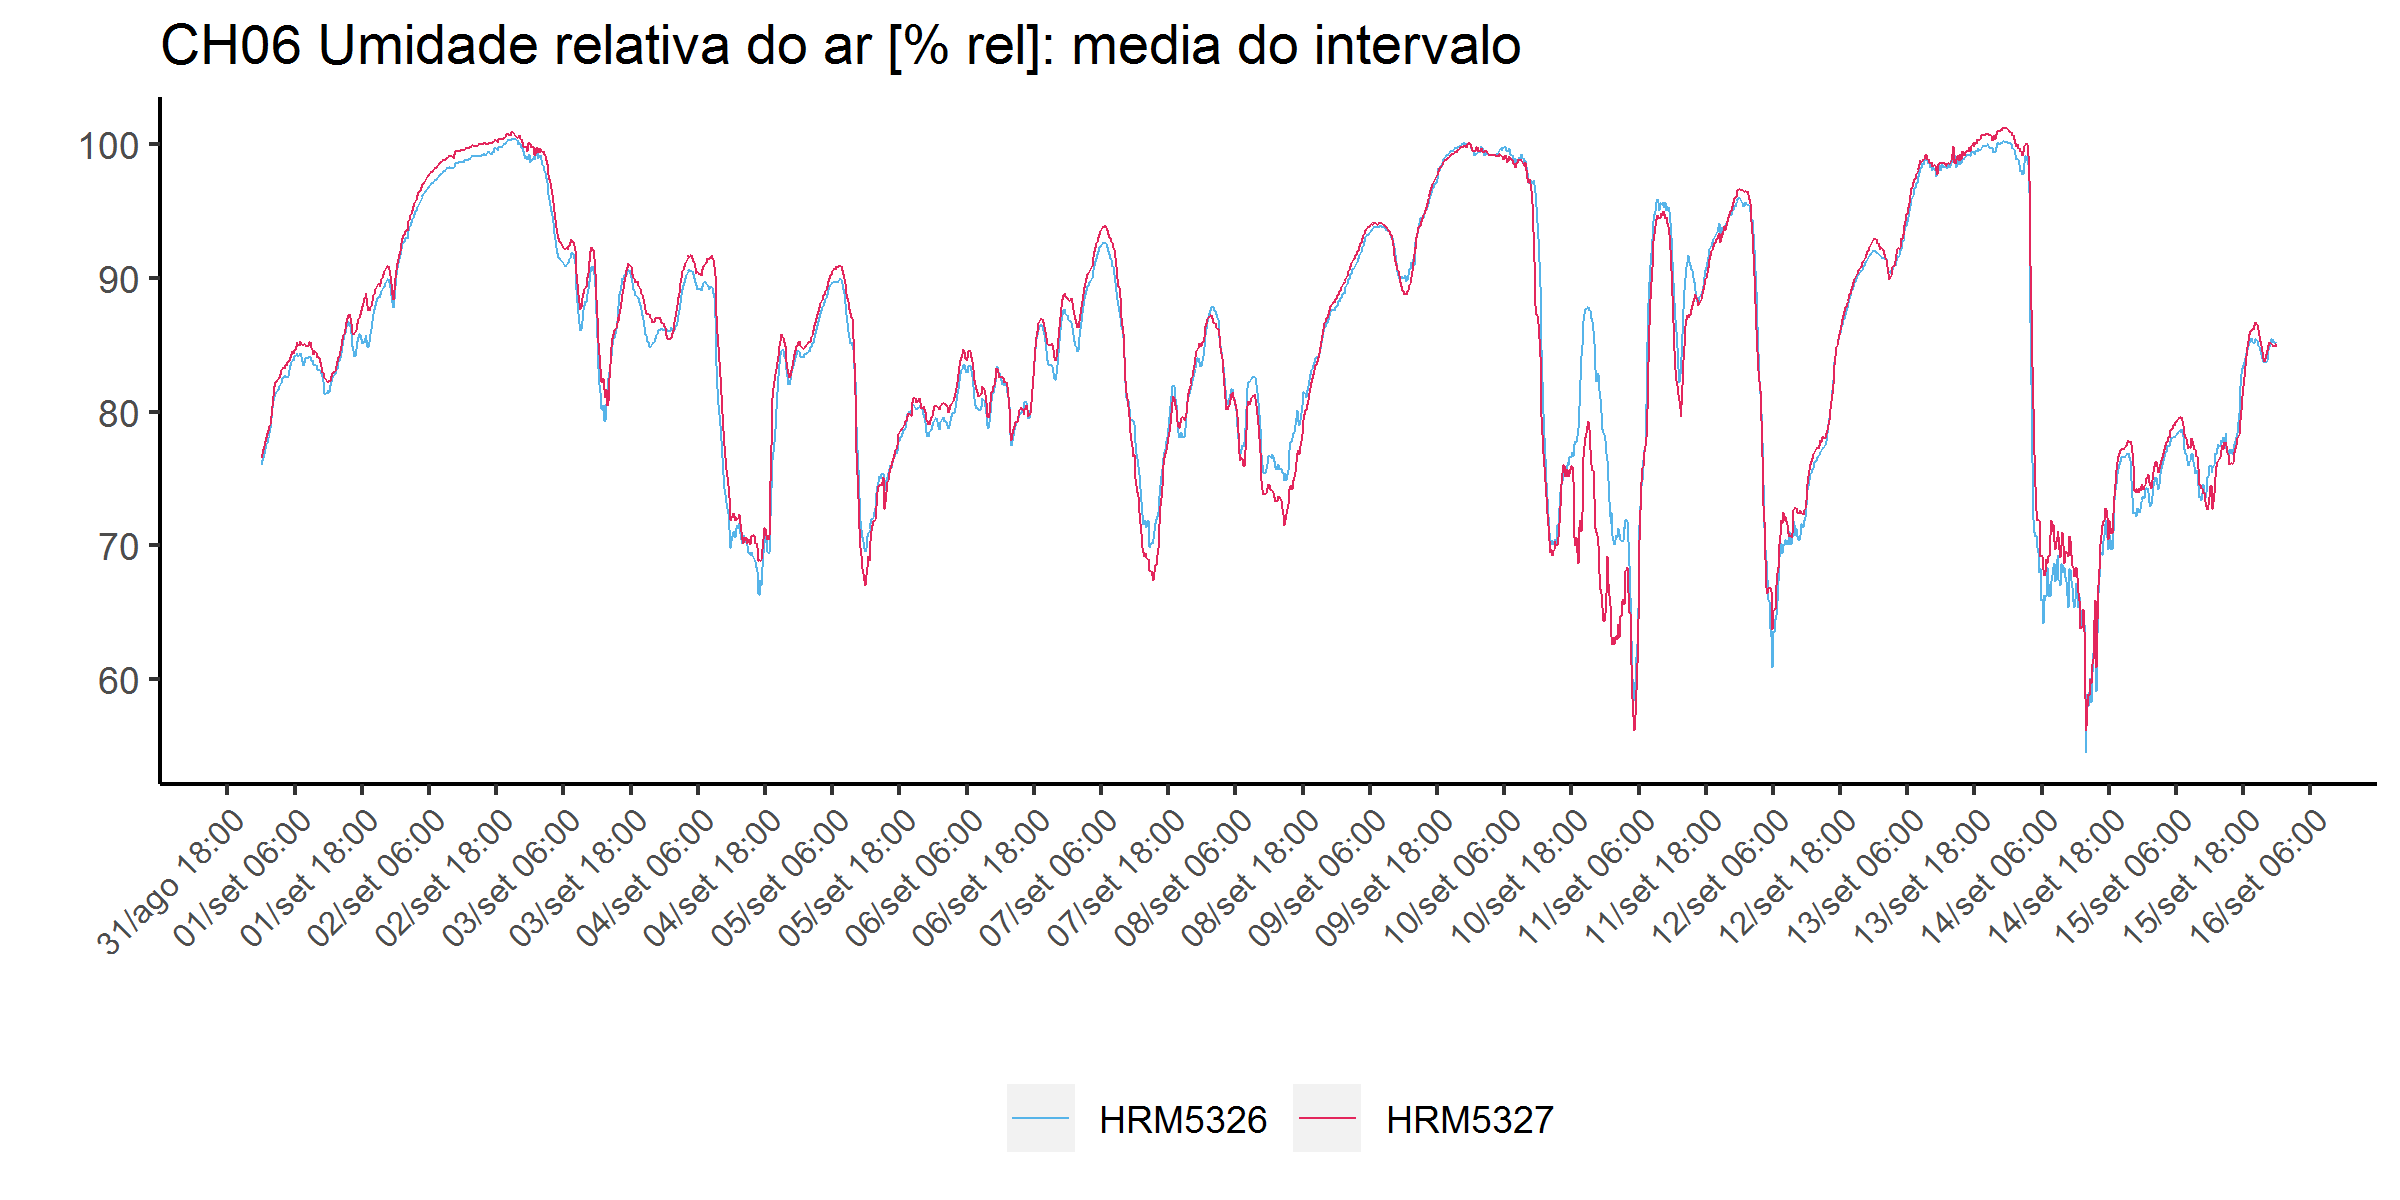 CH06 Umidade relativa do ar [% rel]: media do intervalo
100
90
80
70
60
31/ago 18:00
01/set 06:00
01/set 18:00
02/set 06:00
02/set 18:00
03/set 06:00
03/set 18:00
04/set 06:00
04/set 18:00
05/set 06:00
05/set 18:00
06/set 06:00
06/set 18:00
07/set 06:00
07/set 18:00
08/set 06:00
08/set 18:00
09/set 06:00
09/set 18:00
10/set 06:00
10/set 18:00
11/set 06:00
11/set 18:00
12/set 06:00
12/set 18:00
13/set 06:00
13/set 18:00
14/set 06:00
14/set 18:00
15/set 06:00
15/set 18:00
16/set 06:00
HRM5326
HRM5327